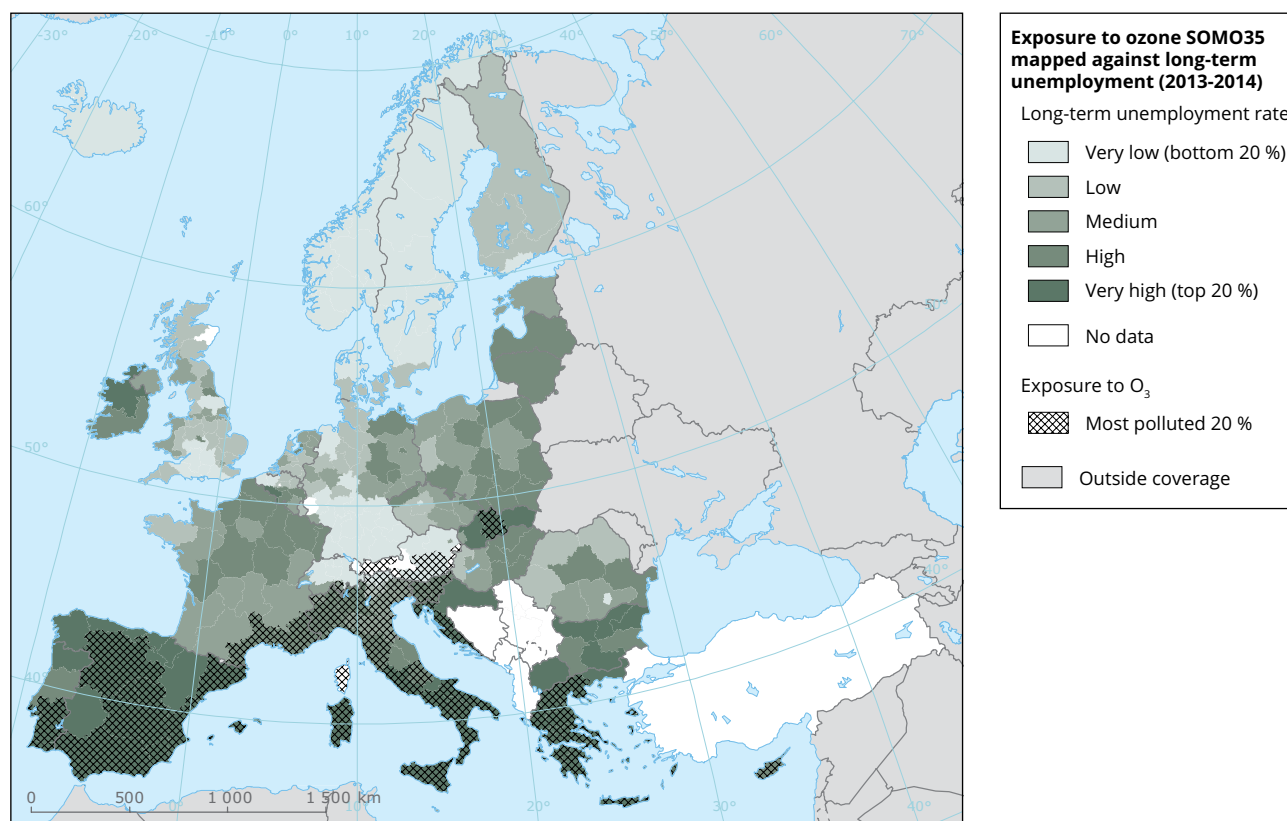 -30°
-20°
-10°
0°
10°
20°
30°
40°
50°
60°
70°
60°
50°
40°
40°
0
500
1 000
1 500 km
0°
10°
20°
30°
40°
Exposure to ozone SOMO35
mapped against long-term
unemployment (2013-2014)
Long-term unemployment rate
Very low (bottom 20 %)
Low
Medium
High
Very high (top 20 %)
No data
Exposure to O₃
Most polluted 20 %
Outside coverage